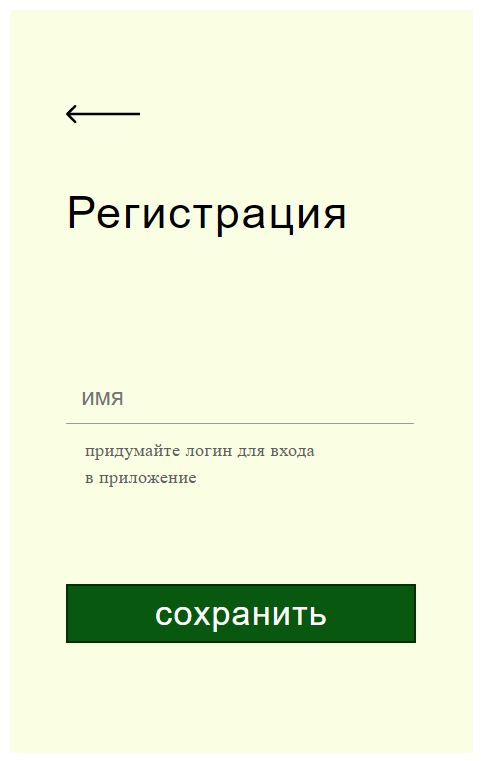 Регистрация
имя
придумайте логин для входа
в приложение
сохранить